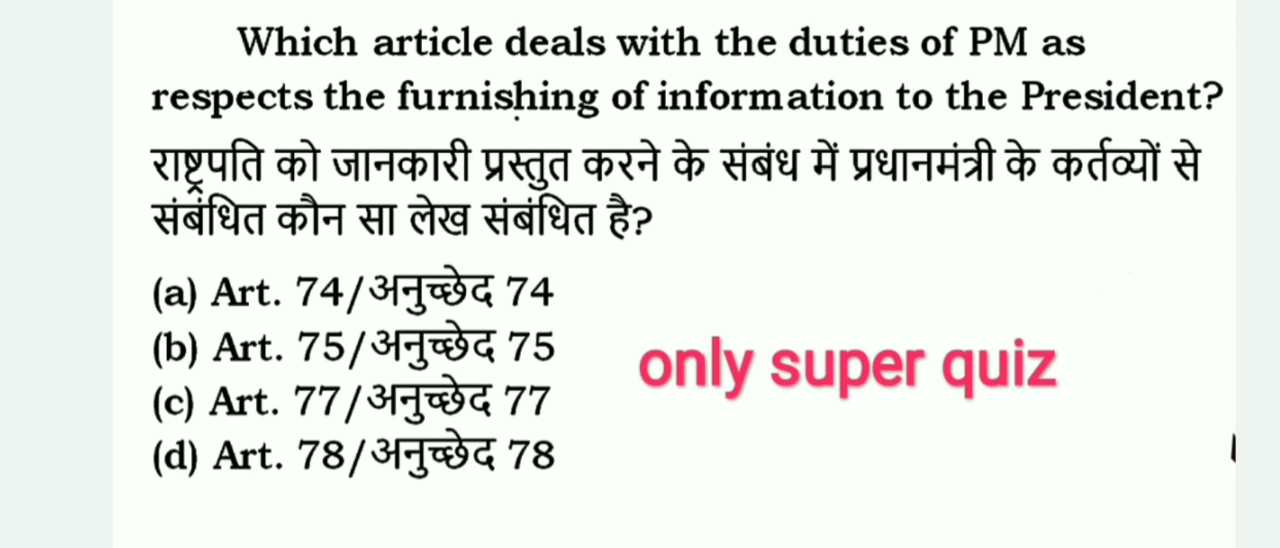 Which article deals with the duties of PM as
respects the furnishing of information to the President?
राष्ट्रपति को जानकारी प्रस्तुत करने के संबंध में प्रधानमंत्री के कर्तव्यों से
संबंधित कौन सा लेख संबंधित है?
(a) Art. 74/अनुच्छेद 74
(b) Art. 75/अनुच्छेद 75
(c) Art. 77/अनुच्छेद 77
(d) Art. 78/अनुच्छेद 78
only super quiz